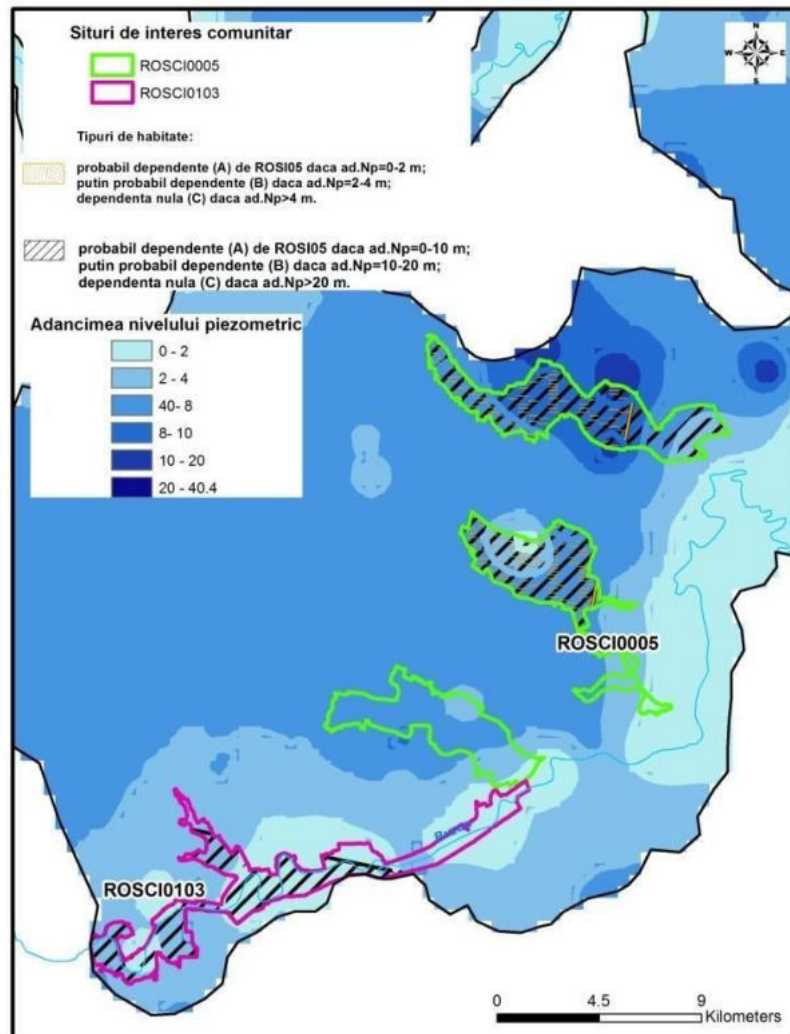 Situri de interes comunitar
ROSCI0005
ROSCI0103
Tipuri de habitate:
probabil dependente (A) de ROSI05 daca ad.Np=0-2 m;
putin probabil dependente (B) daca ad.Np=2-4 m;
dependenta nula (C) daca ad.Np>4 m.
probabil dependente (A) de ROSI05 daca ad.Np=0-10 m;
putin probabil dependente (B) daca ad.Np=10-20 m;
dependenta nula (C) daca ad.Np>20 m.
Adancimea nivelului piezometric
0 - 2
2 - 4
40- 8
8- 10
10 - 20
20 - 40.4
N
W E
S
ROSCI0005
ROSCI0103
0 4.5 9
Kilometers